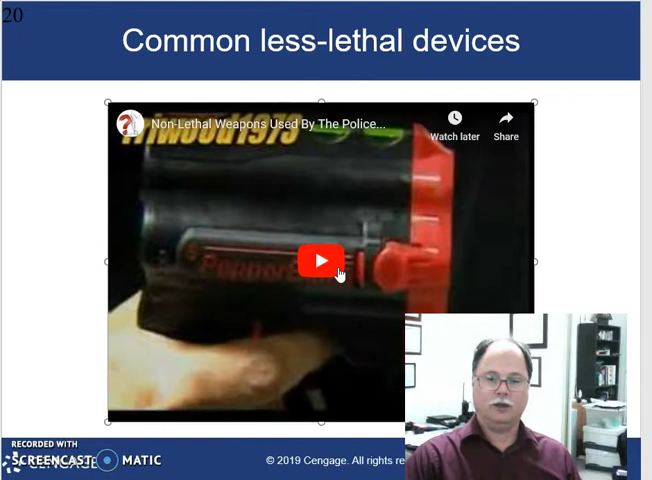 20
Common less-lethal devices
Non-Lethal Weapons Used By The Police...
Watch later
Share
RECORDED WITH
SCREENCAST MATIC
© 2019 Cengage. All rights re